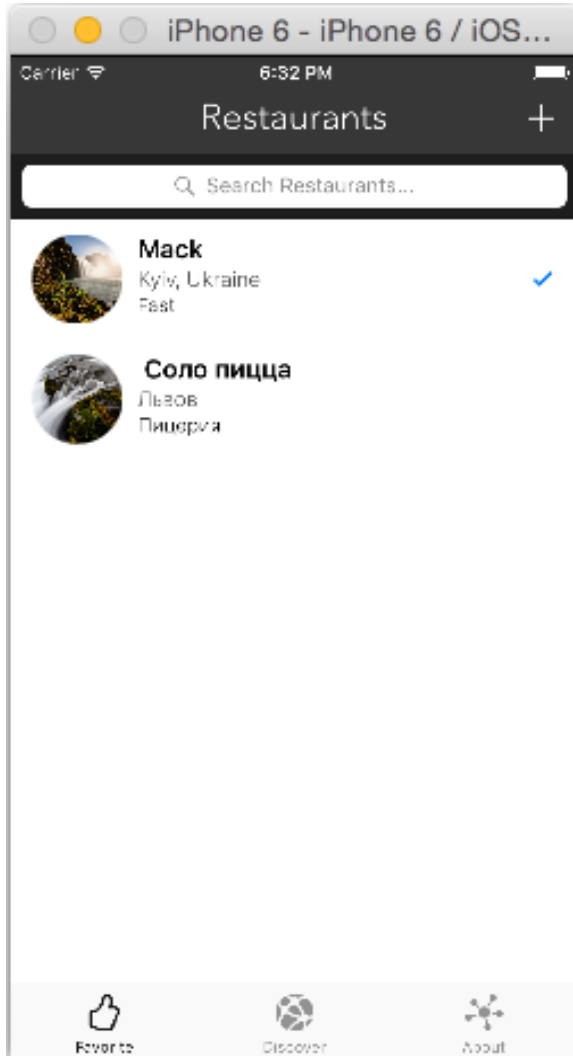 iPhone 6 - iPhone 6 / iOS...
Carrier 6:32 PM
Restaurants +
Search Restaurants...
Mack
Kyiv, Ukraine
Fast
Соло пицца
Львов
Пицерия
Favorite Discover About